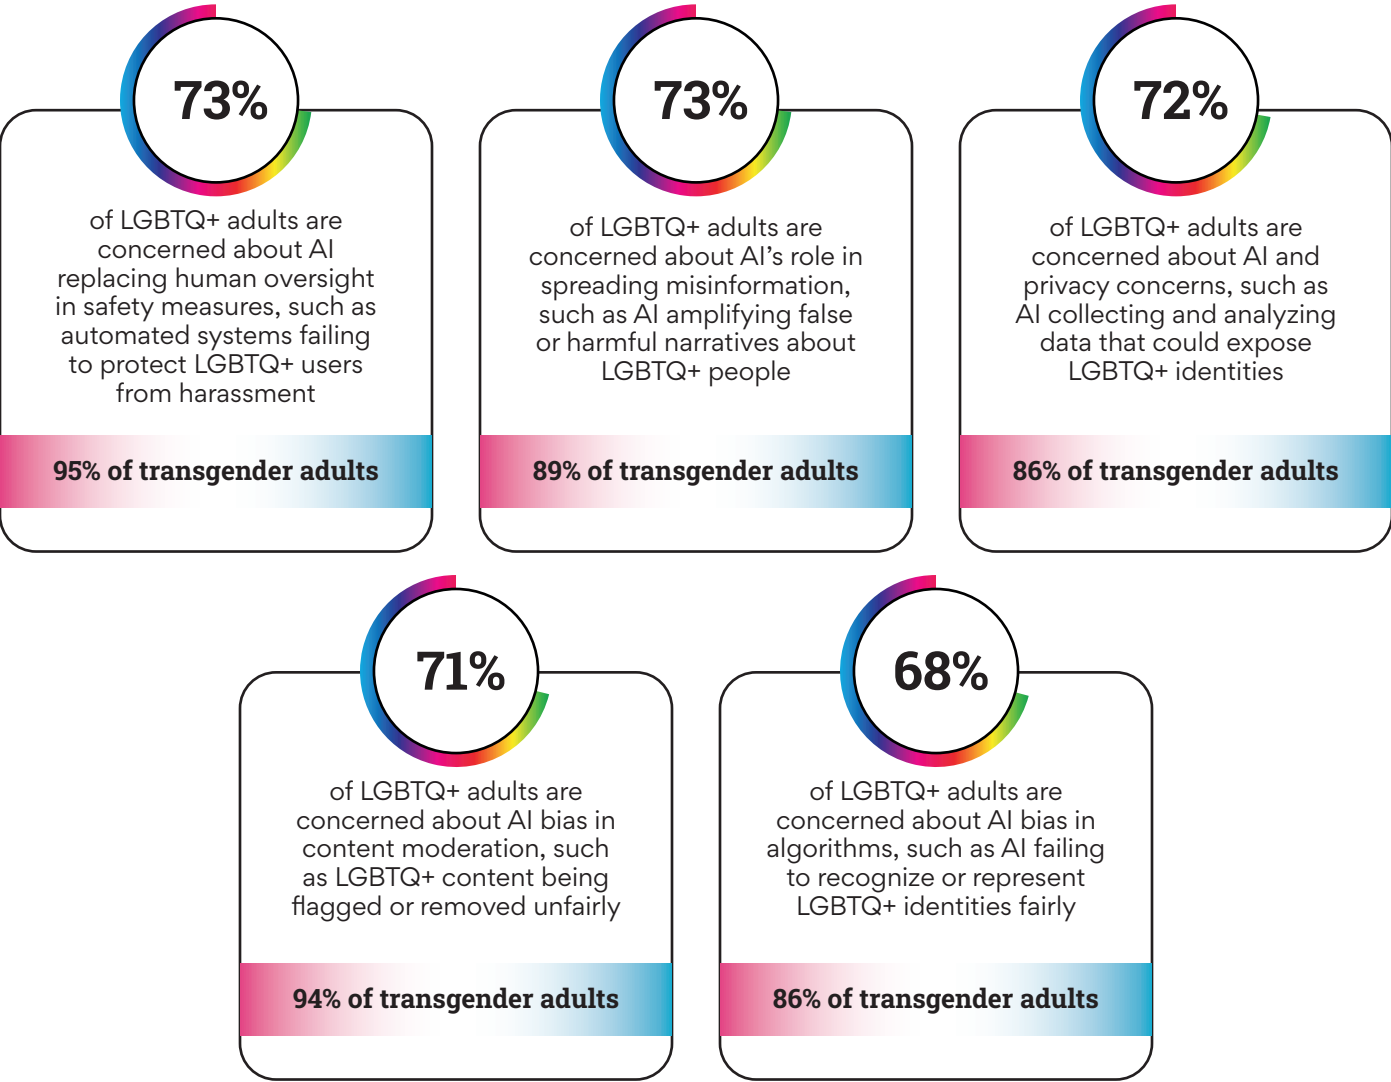 73%
of LGBTQ+ adults are
concerned about AI
replacing human oversight
in safety measures, such as
automated systems failing
to protect LGBTQ+ users
from harassment
95% of transgender adults
73%
of LGBTQ+ adults are
concerned about AI’s role in
spreading misinformation,
such as AI amplifying false
or harmful narratives about
LGBTQ+ people
89% of transgender adults
72%
of LGBTQ+ adults are
concerned about AI and
privacy concerns, such as
AI collecting and analyzing
data that could expose
LGBTQ+ identities
86% of transgender adults
71%
of LGBTQ+ adults are
concerned about AI bias in
content moderation, such
as LGBTQ+ content being
flagged or removed unfairly
94% of transgender adults
68%
of LGBTQ+ adults are
concerned about AI bias in
algorithms, such as AI failing
to recognize or represent
LGBTQ+ identities fairly
86% of transgender adults